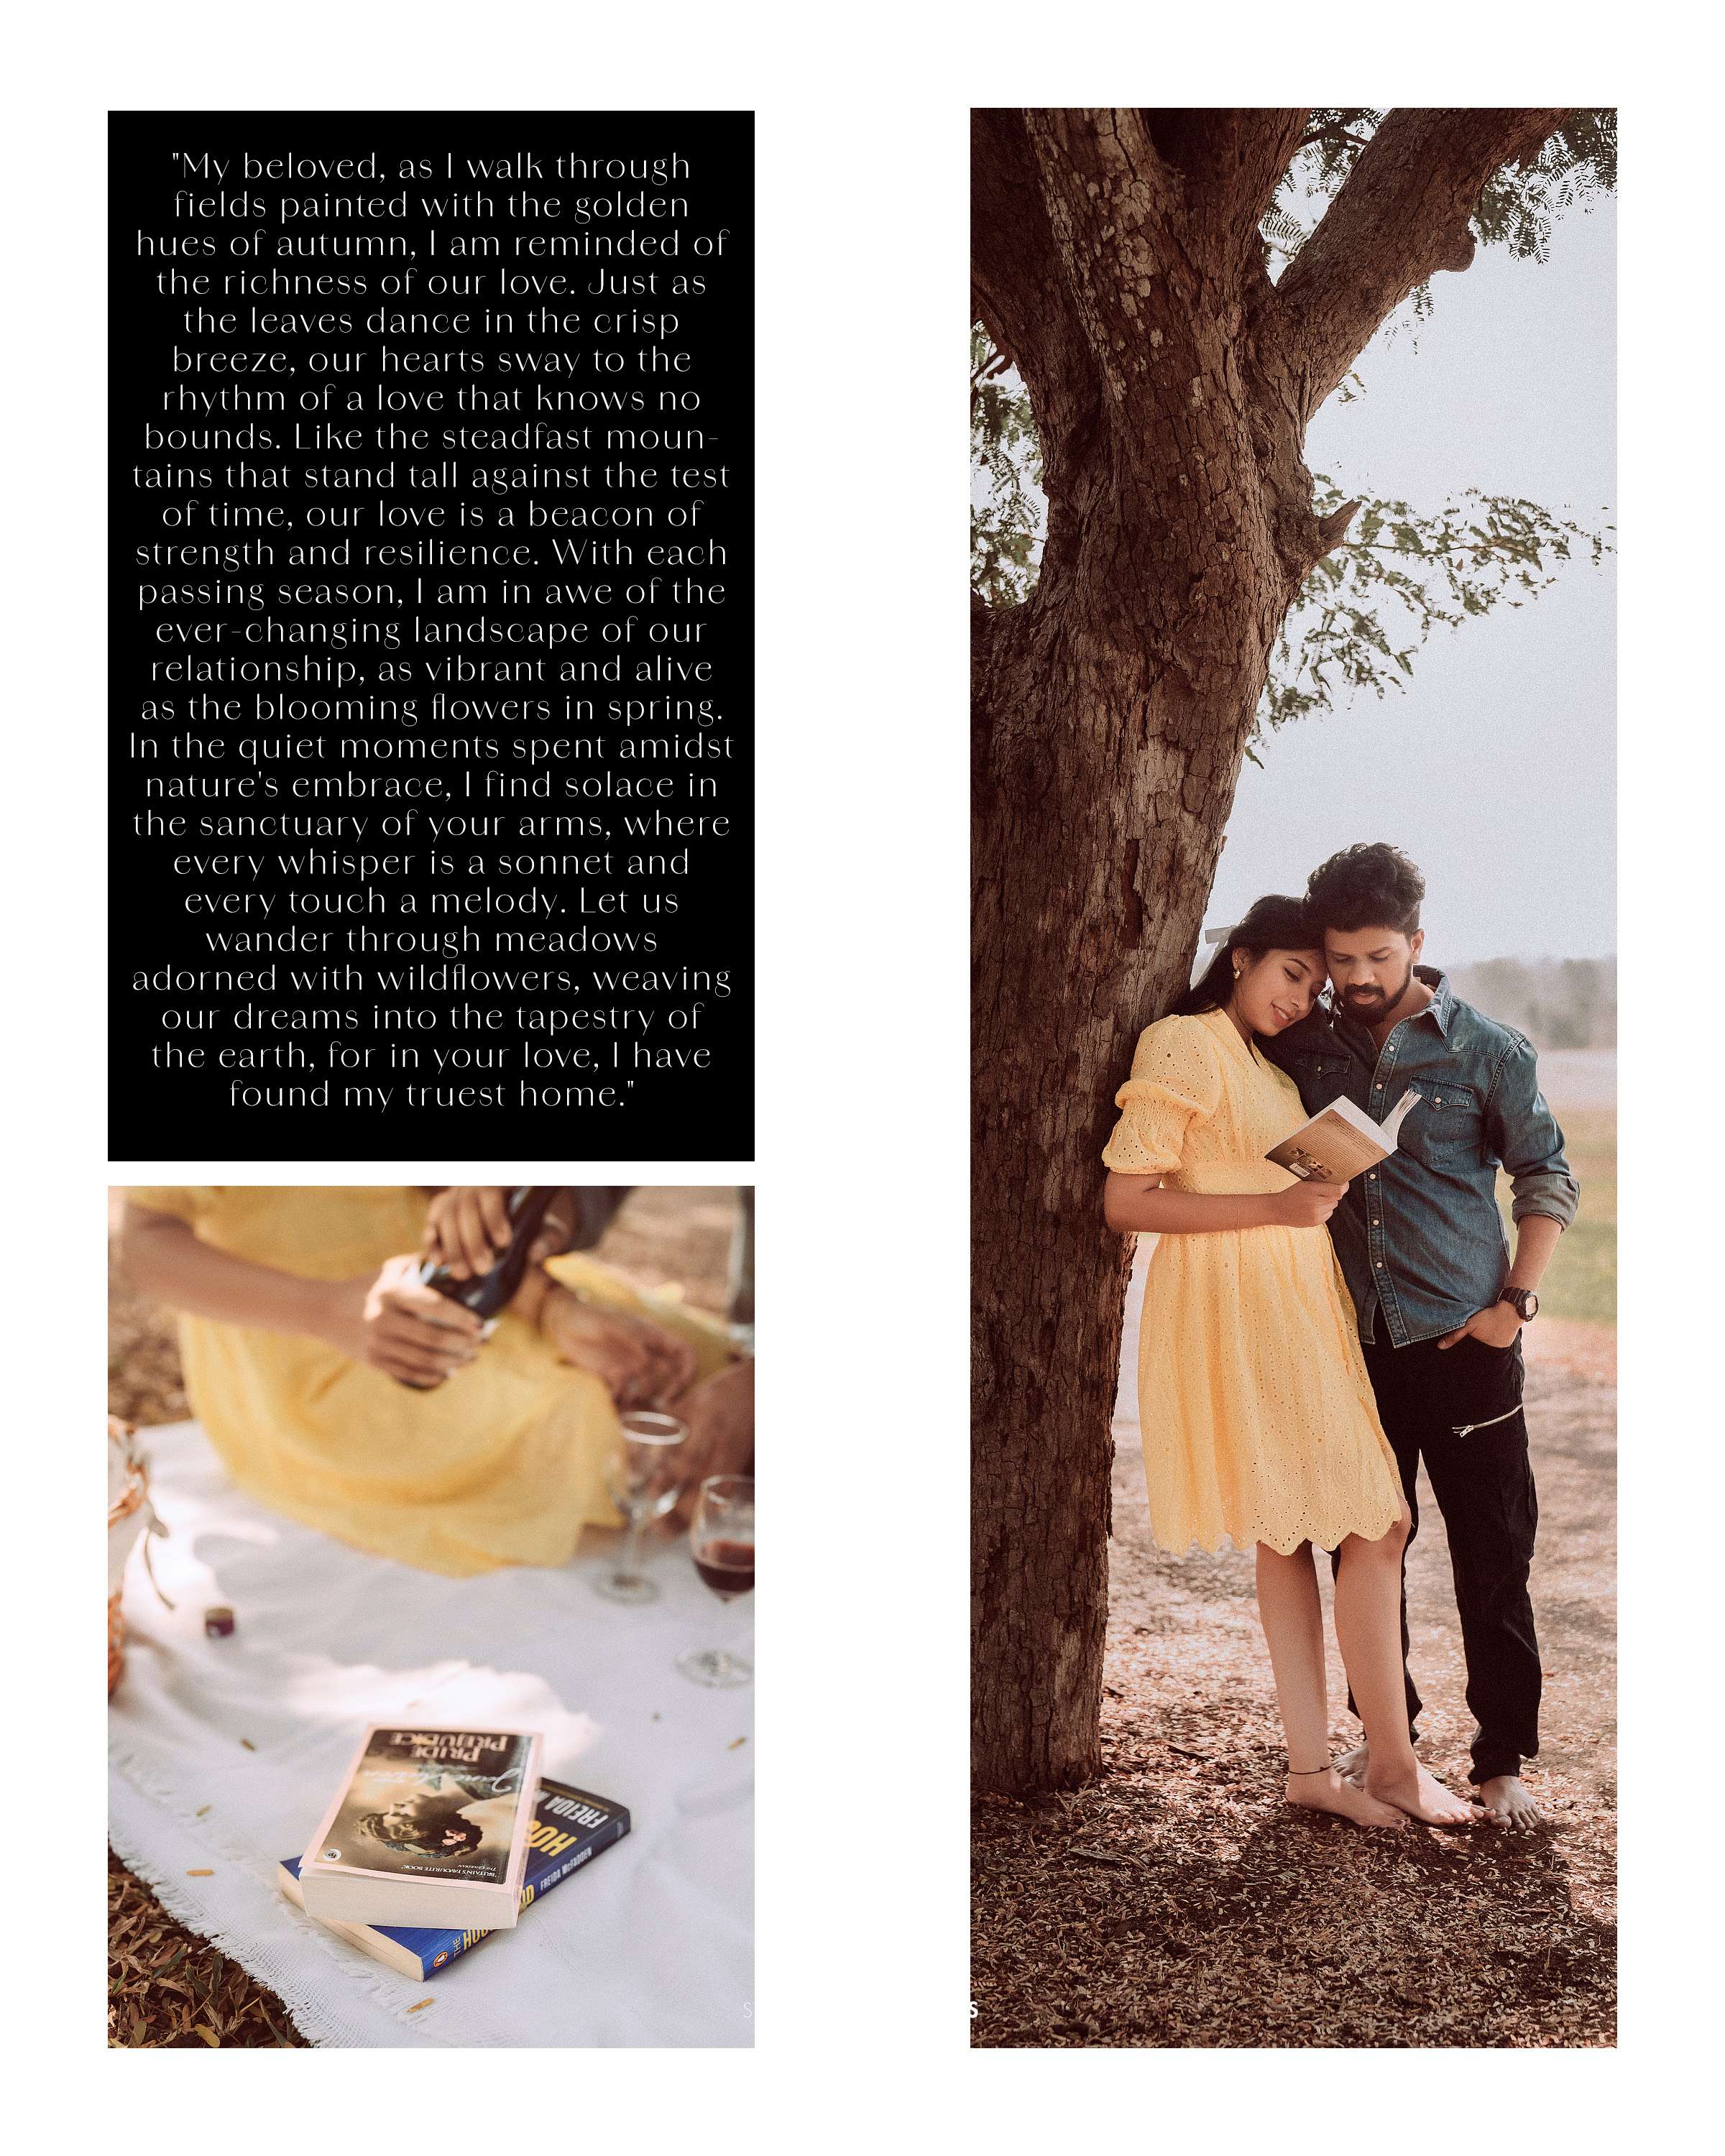 "My beloved, as I walk through
fields painted with the golden
hues of autumn, I am reminded of
the richness of our love. Just as
the leaves dance in the crisp
breeze, our hearts sway to the
rhythm of a love that knows no
bounds. Like the steadfast moun-
tains that stand tall against the test
of time, our love is a beacon of
strength and resilience. With each
passing season, I am in awe of the
ever-changing landscape of our
relationship, as vibrant and alive
as the blooming flowers in spring.
In the quiet moments spent amidst
nature's embrace, I find solace in
the sanctuary of your arms, where
every whisper is a sonnet and
every touch a melody. Let us
wander through meadows
adorned with wildflowers, weaving
our dreams into the tapestry of
the earth, for in your love, I have
found my truest home."
PRIDE
PREJUDICE
Jane
"BRITAIN'S FAVOURITE BOOK"
THE GUARDIAN
FREIDA
HOU
THE HOU
FREIDA McFADDEN
S
S